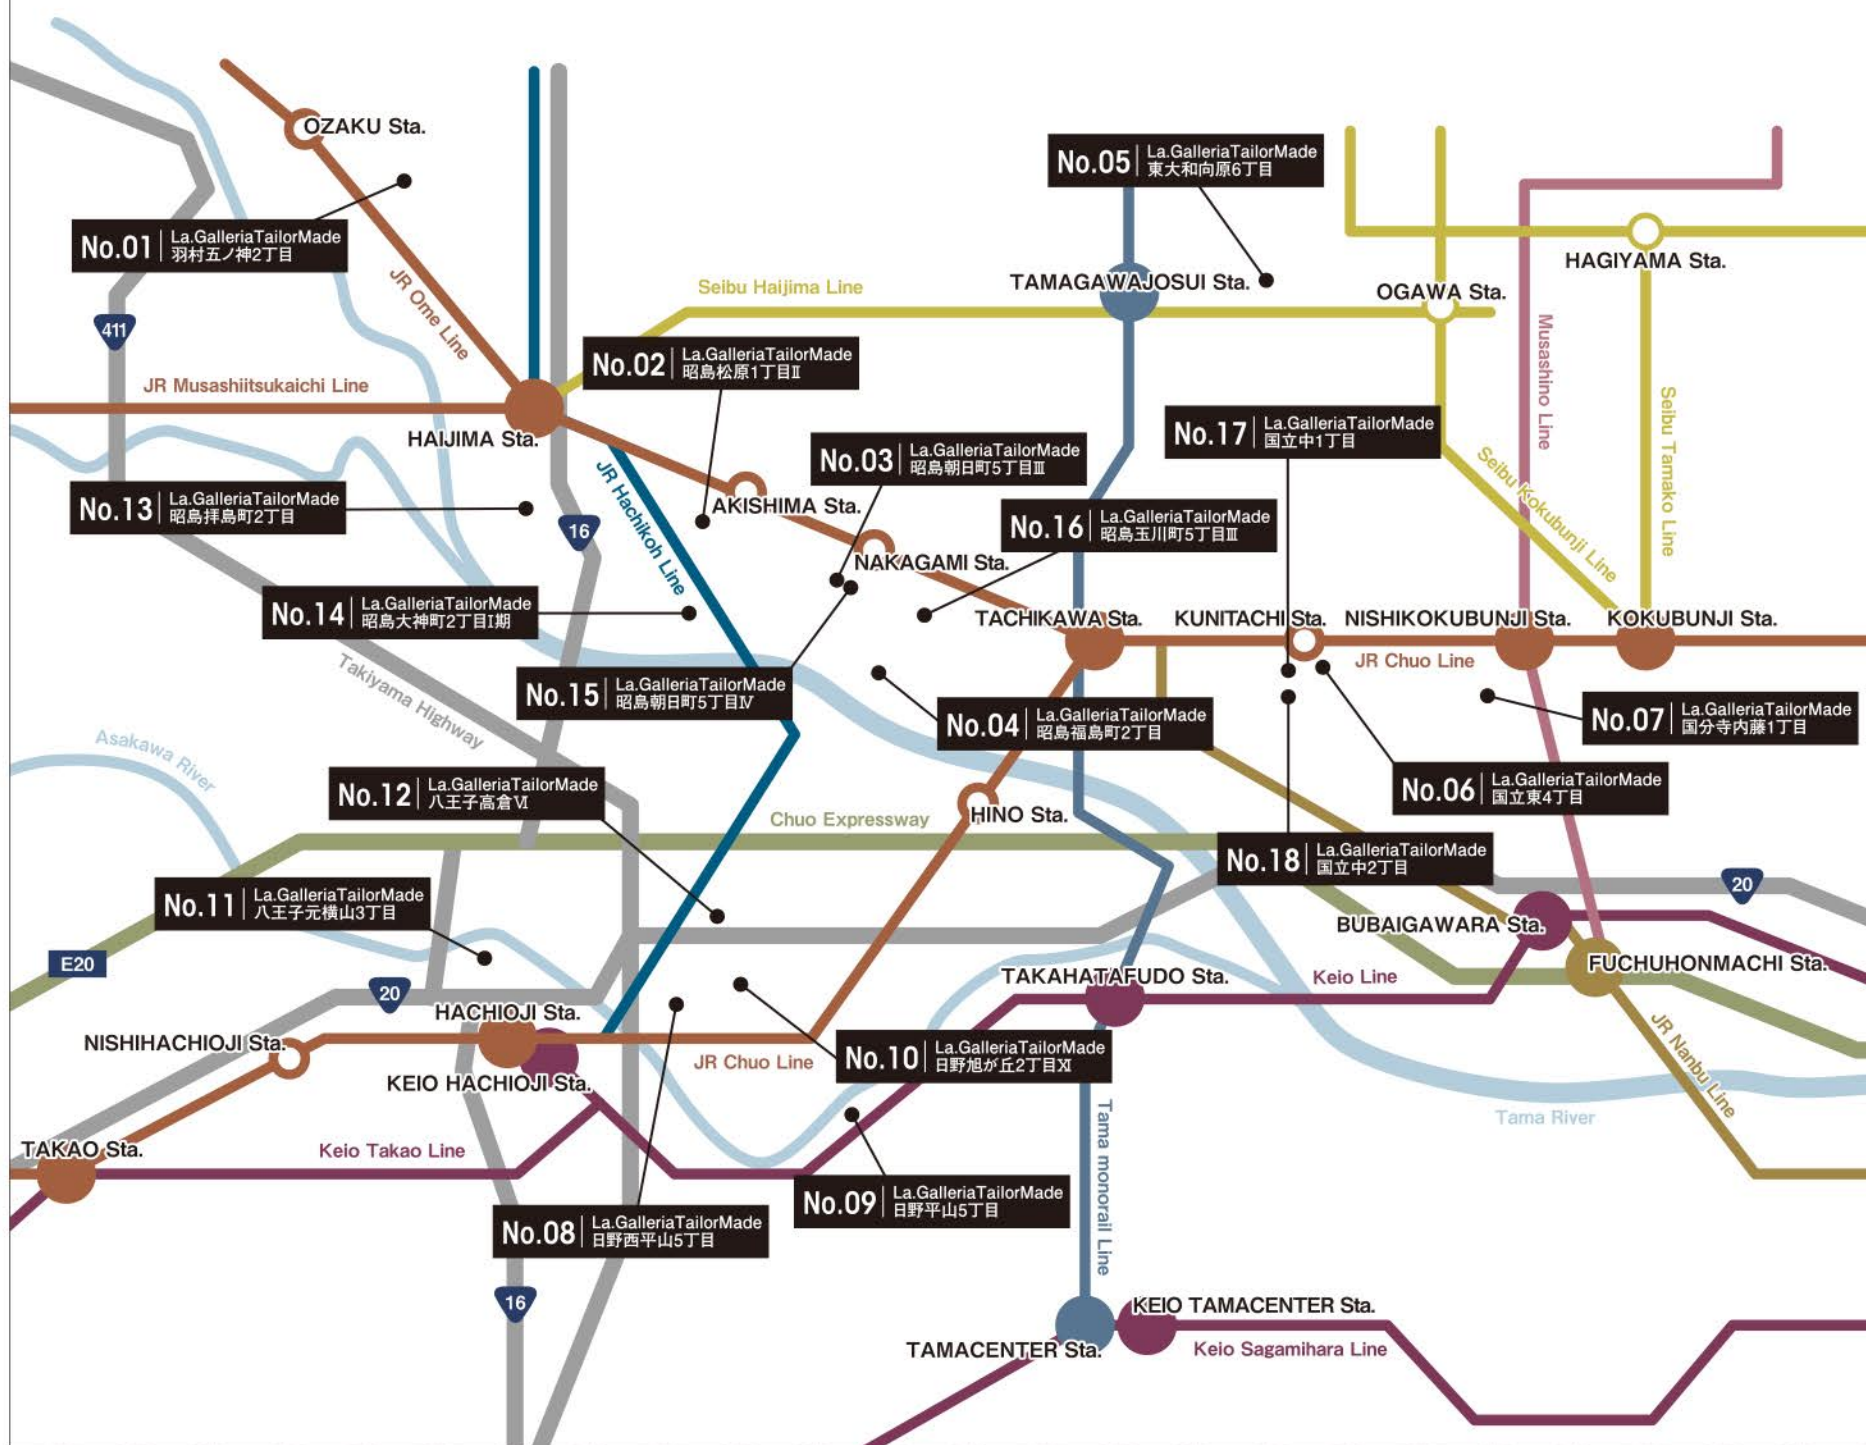 OZAKU Sta.
No.05
La.GalleriaTailorMade
東大和向原6丁目
No.01
La.GalleriaTailorMade
羽村五ノ神2丁目
JR Ome Line
Seibu Haijima Line
TAMAGAWAJOSUI Sta.
OGAWA Sta.
HAGIYAMA Sta.
411
Musashino Line
Seibu Tamako Line
JR Musashiitsukaichi Line
No.02
La.GalleriaTailorMade
昭島松原1丁目Ⅱ
HAIJIMA Sta.
No.17
La.GalleriaTailorMade
国立中1丁目
No.03
La.GalleriaTailorMade
昭島朝日町5丁目Ⅲ
Seibu Kokubunji Line
JR Hachikoh Line
No.13
La.GalleriaTailorMade
昭島拝島町2丁目
16
AKISHIMA Sta.
No.16
La.GalleriaTailorMade
昭島玉川町5丁目Ⅲ
NAKAGAMI Sta.
No.14
La.GalleriaTailorMade
昭島大神町2丁目Ⅰ期
TACHIKAWA Sta.
KUNITACHI Sta.
NISHIKOKUBUNJI Sta.
KOKUBUNJI Sta.
JR Chuo Line
Takiyama Highway
No.15
La.GalleriaTailorMade
昭島朝日町5丁目Ⅳ
No.04
La.GalleriaTailorMade
昭島福島町2丁目
No.07
La.GalleriaTailorMade
国分寺内藤1丁目
Asakawa River
No.12
La.GalleriaTailorMade
八王子高倉Ⅵ
No.06
La.GalleriaTailorMade
国立東4丁目
Chuo Expressway
HINO Sta.
No.18
La.GalleriaTailorMade
国立中2丁目
20
No.11
La.GalleriaTailorMade
八王子元横山3丁目
BUBAIGAWARA Sta.
E20
TAKAHATAFUDO Sta.
Keio Line
FUCHUHONMACHI Sta.
20
HACHIOJI Sta.
NISHIHACHIOJI Sta.
KEIO HACHIOJI Sta.
JR Chuo Line
No.10
La.GalleriaTailorMade
日野旭が丘2丁目Ⅺ
JR Nanbu Line
Tama River
TAKAO Sta.
Keio Takao Line
Tama monorail Line
No.09
La.GalleriaTailorMade
日野平山5丁目
No.08
La.GalleriaTailorMade
日野西平山5丁目
16
KEIO TAMACENTER Sta.
TAMACENTER Sta.
Keio Sagamihara Line